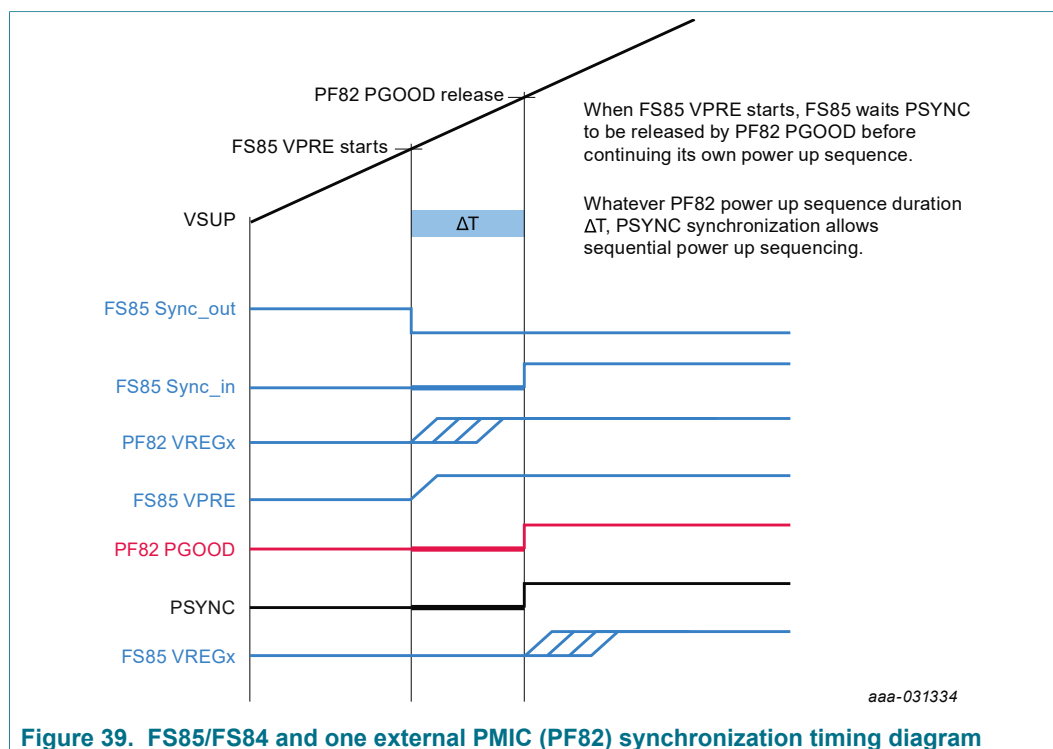 PF82 PGOOD release
When FS85 VPRE starts, FS85 waits PSYNC
to be released by PF82 PGOOD before
continuing its own power up sequence.
FS85 VPRE starts
Whatever PF82 power up sequence duration
ΔT, PSYNC synchronization allows
sequential power up sequencing.
VSUP
ΔT
FS85 Sync_out
FS85 Sync_in
PF82 VREGx
FS85 VPRE
PF82 PGOOD
PSYNC
FS85 VREGx
aaa-031334
Figure 39. FS85/FS84 and one external PMIC (PF82) synchronization timing diagram